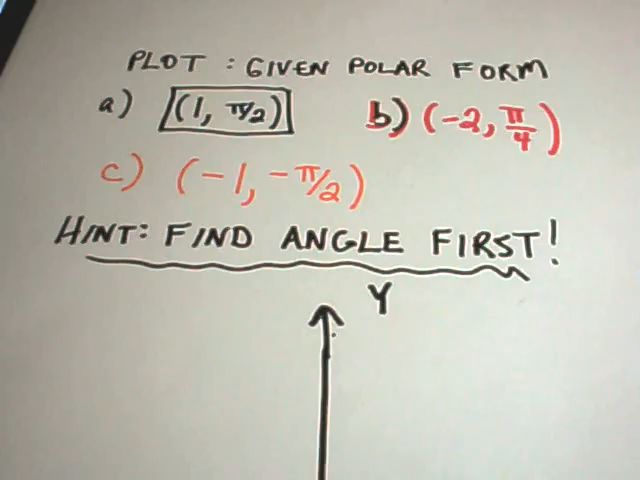 PLOT : GIVEN POLAR FORM
a) (1, π/2) b) (-2, π/4)
c) (-1, -π/2)
HINT: FIND ANGLE FIRST!
Y